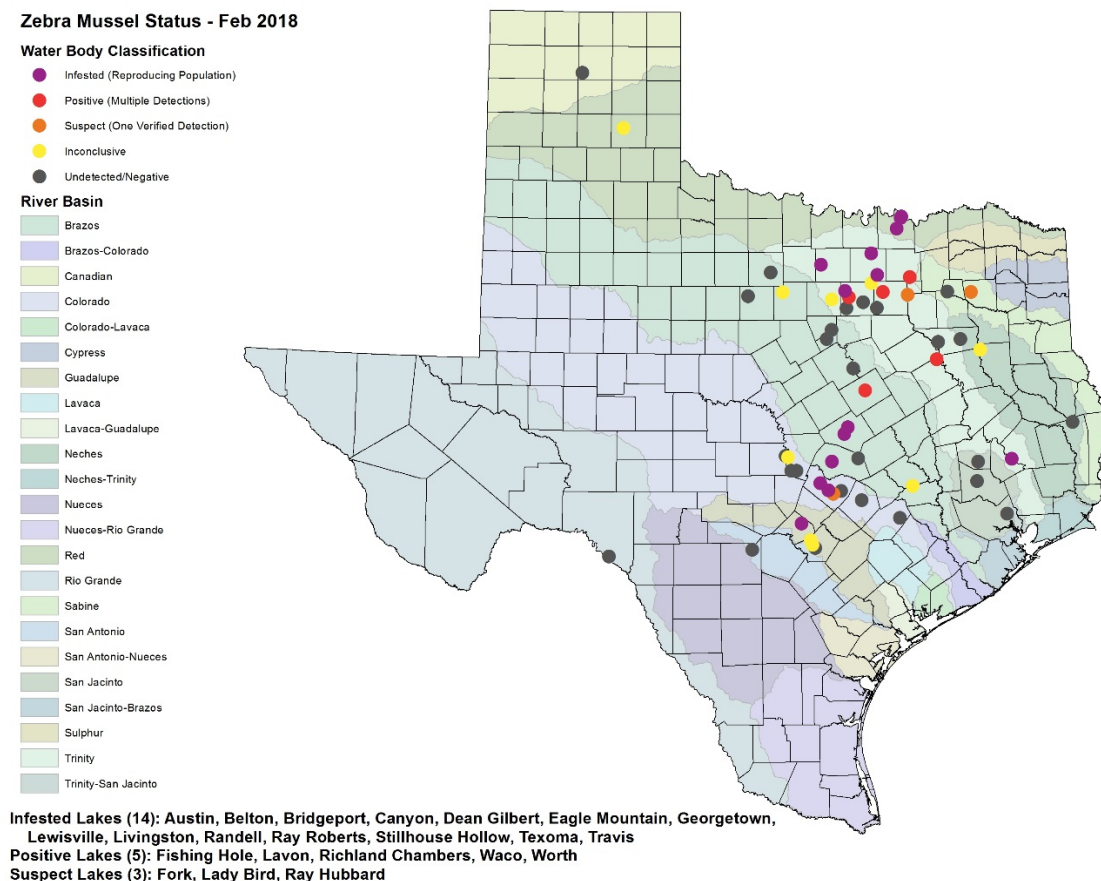 Zebra Mussel Status - Feb 2018
Water Body Classification
Infested (Reproducing Population)
Positive (Multiple Detections)
Suspect (One Verified Detection)
Inconclusive
Undetected/Negative
River Basin
Brazos
Brazos-Colorado
Canadian
Colorado
Colorado-Lavaca
Cypress
Guadalupe
Lavaca
Lavaca-Guadalupe
Neches
Neches-Trinity
Nueces
Nueces-Rio Grande
Red
Rio Grande
Sabine
San Antonio
San Antonio-Nueces
San Jacinto
San Jacinto-Brazos
Sulphur
Trinity
Trinity-San Jacinto
Infested Lakes (14): Austin, Belton, Bridgeport, Canyon, Dean Gilbert, Eagle Mountain, Georgetown,
Lewisville, Livingston, Randell, Ray Roberts, Stillhouse Hollow, Texoma, Travis
Positive Lakes (5): Fishing Hole, Lavon, Richland Chambers, Waco, Worth
Suspect Lakes (3): Fork, Lady Bird, Ray Hubbard